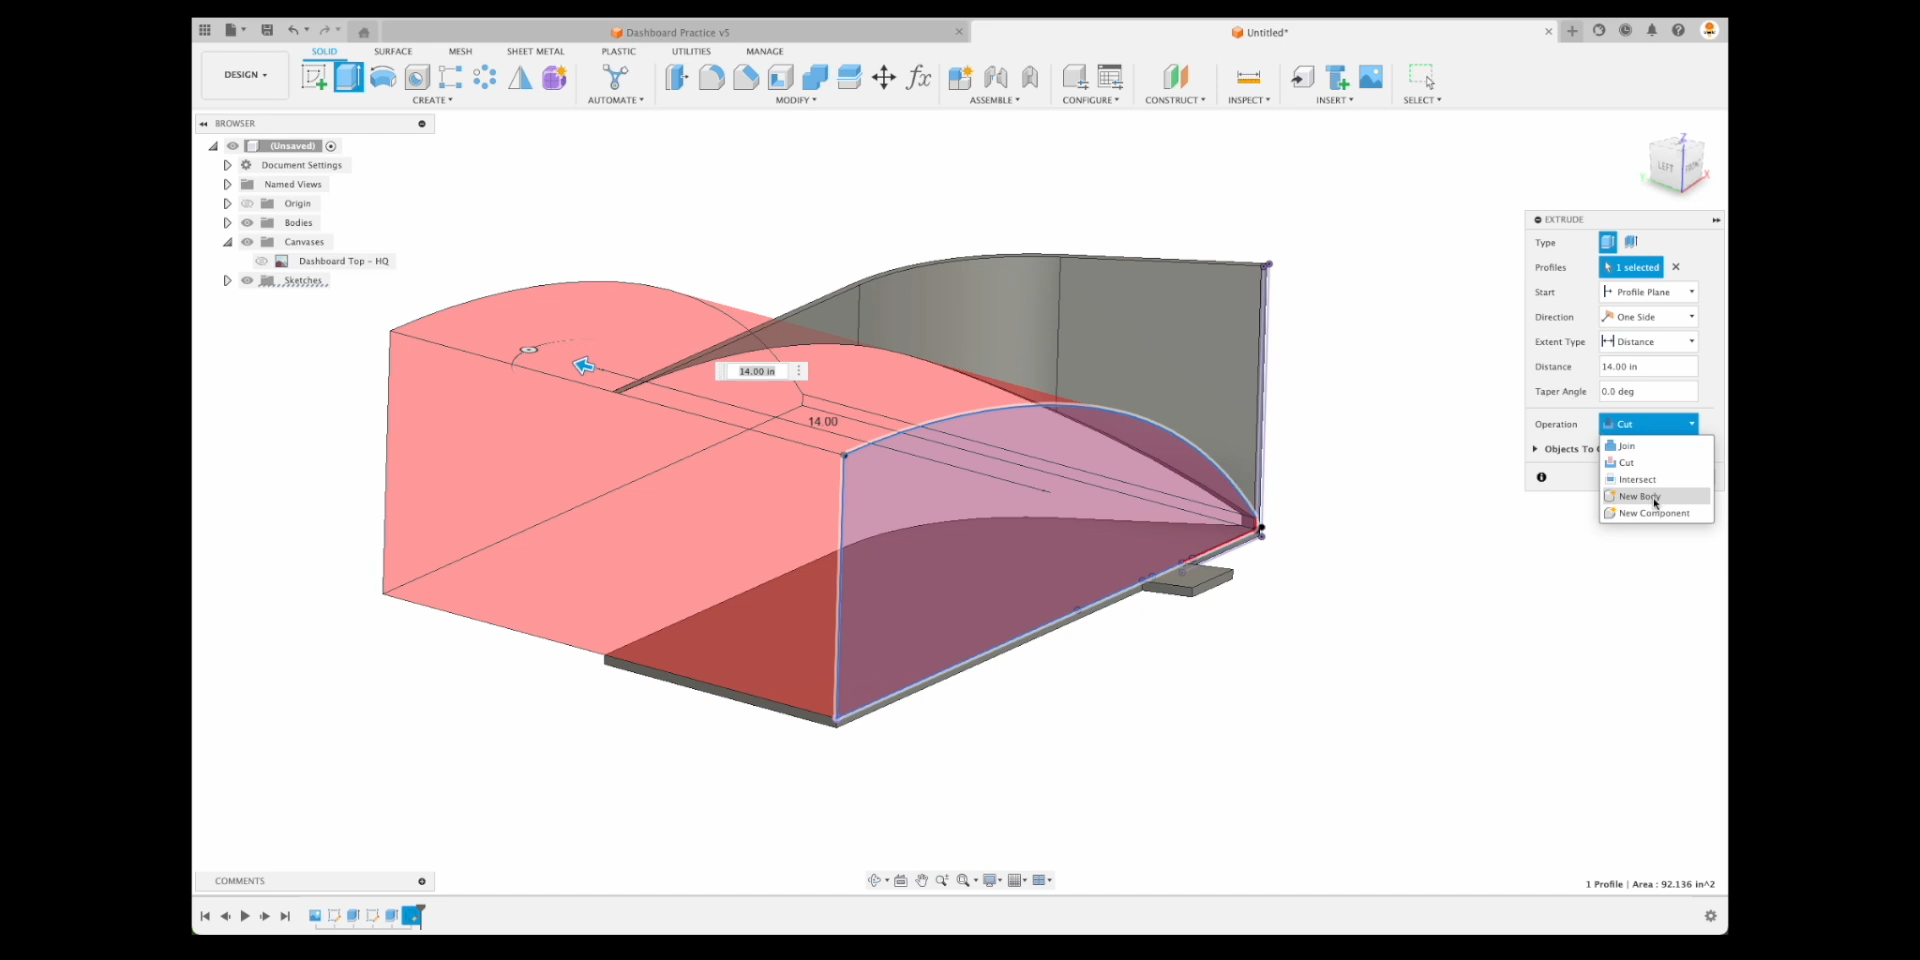 Dashboard Practice v5
Untitled*
SOLID SURFACE MESH SHEET METAL PLASTIC UTILITIES MANAGE
DESIGN
CREATE AUTOMATE MODIFY ASSEMBLE CONFIGURE CONSTRUCT INSPECT INSERT SELECT
BROWSER
(Unsaved)
Document Settings
Named Views
Origin
Bodies
Canvases
Dashboard Top - HQ
Sketches
Z
LEFT FRONT
Y X
EXTRUDE
Type
Profiles 1 selected
Start Profile Plane
Direction One Side
Extent Type Distance
Distance 14.00 in
Taper Angle 0.0 deg
Operation Cut
Objects To
Join
Cut
Intersect
New Body
New Component
14.00 in
14.00
COMMENTS
1 Profile | Area : 92.136 in^2